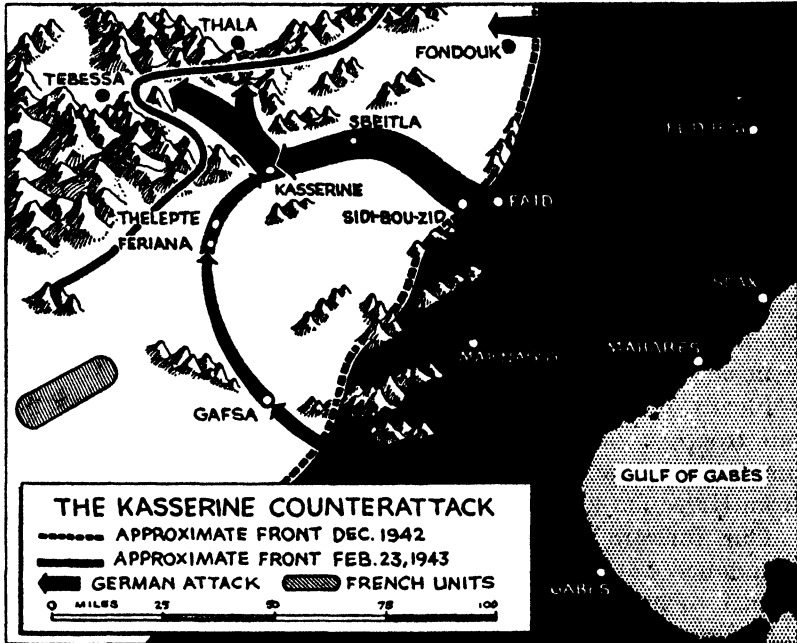 THALA
FONDOUK
TEBESSA
SBEITLA
KASSERINE
THELEPTE
FERIANA
SIDI-BOU-ZID
FAID
SFAX
MAHARES
GAFSA
GULF OF GABÈS
GABES
THE KASSERINE COUNTERATTACK
APPROXIMATE FRONT DEC. 1942
APPROXIMATE FRONT FEB. 23, 1943
GERMAN ATTACK FRENCH UNITS
0 MILES 25 50 75 100